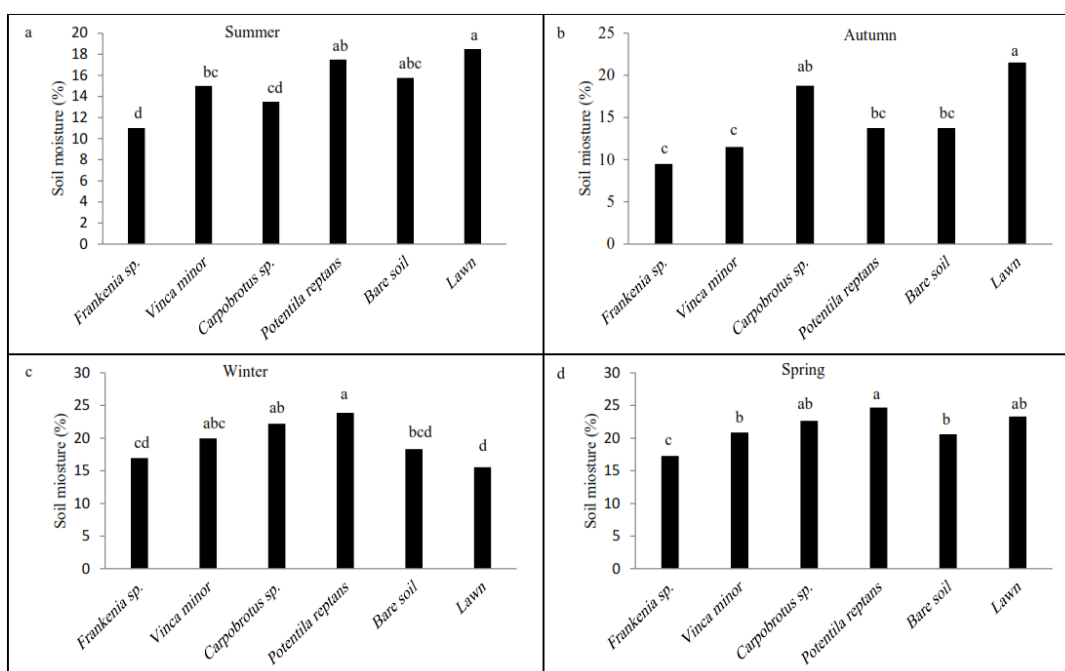 a
Summer
Soil moisture (%)
20
18
16
14
12
10
8
6
4
2
0
d
bc
cd
ab
abc
a
Frankenia sp.
Vinca minor
Carpobrotus sp.
Potentila reptans
Bare soil
Lawn
b
Autumn
Soil miosture (%)
25
20
15
10
5
0
c
c
ab
bc
bc
a
Frankenia sp.
Vinca minor
Carpobrotus sp.
Potentila reptans
Bare soil
Lawn
c
Winter
Soil miosture (%)
30
25
20
15
10
5
0
cd
abc
ab
a
bcd
d
Frankenia sp.
Vinca minor
Carpobrotus sp.
Potentila reptans
Bare soil
Lawn
d
Spring
Soil miosture (%)
30
25
20
15
10
5
0
c
b
ab
a
b
ab
Frankenia sp.
Vinca minor
Carpobrotus sp.
Potentila reptans
Bare soil
Lawn